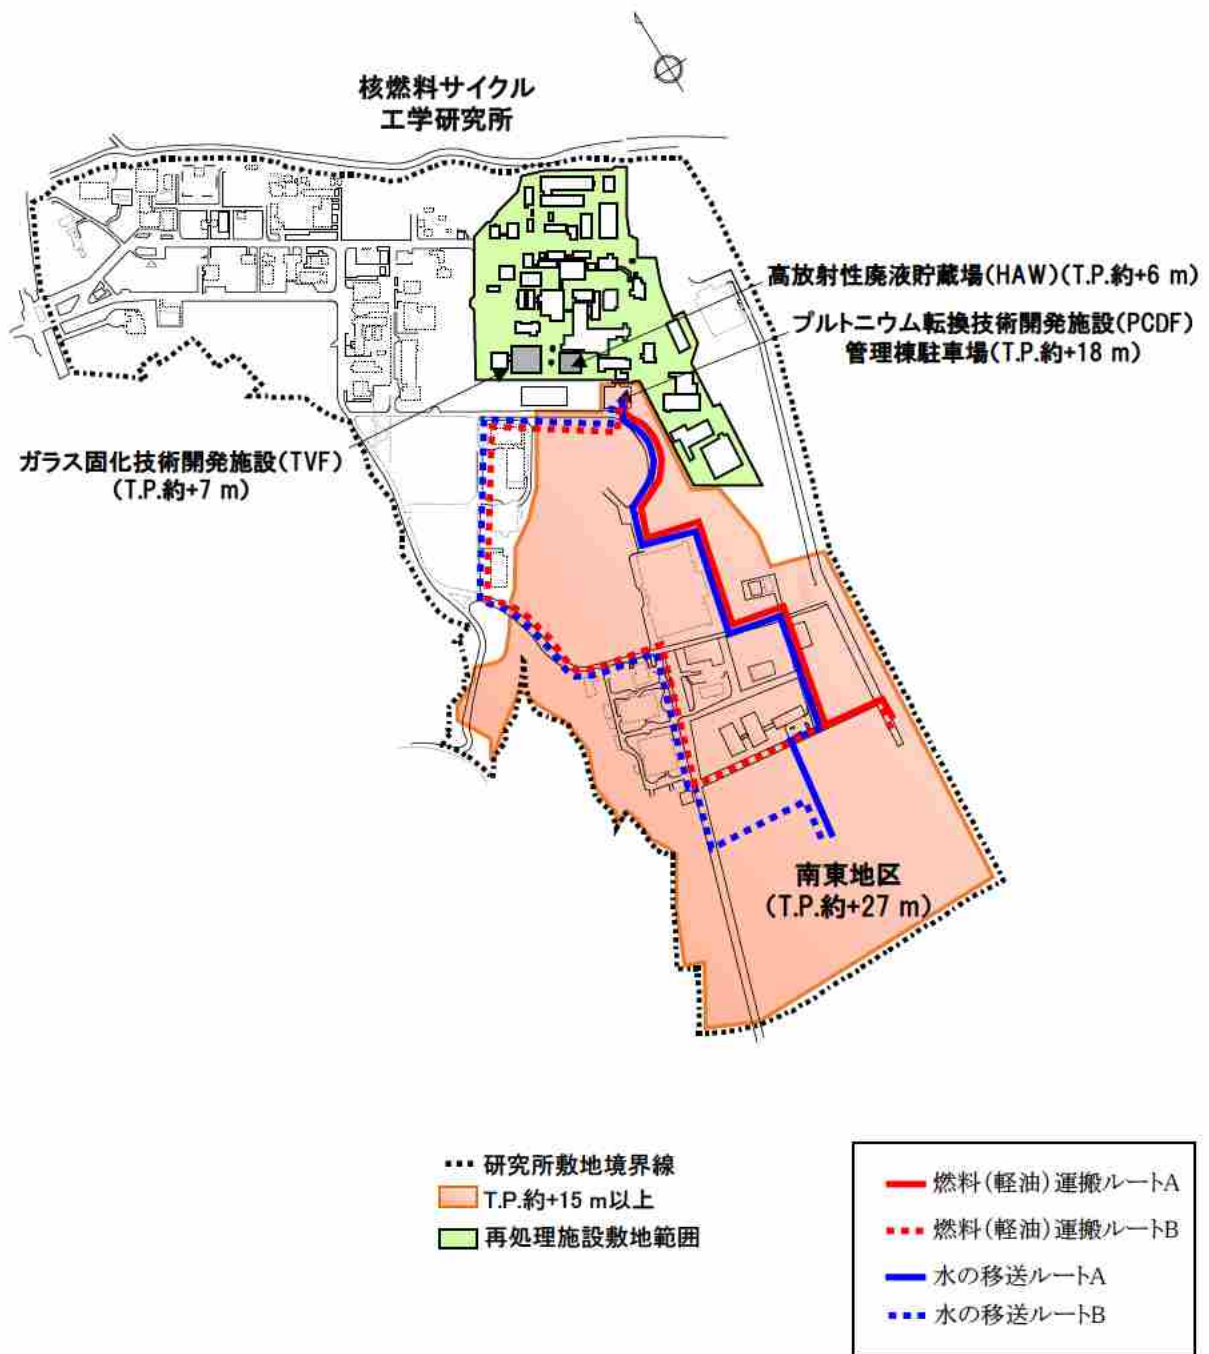 核燃料サイクル
工学研究所
高放射性廃液貯蔵場(HAW)(T.P.約+6 m)
プルトニウム転換技術開発施設(PCDF)
管理棟駐車場(T.P.約+18 m)
ガラス固化技術開発施設(TVF)
(T.P.約+7 m)
南東地区
(T.P.約+27 m)
研究所敷地境界線
T.P.約+15 m以上
再処理施設敷地範囲
燃料(軽油)運搬ルートA
燃料(軽油)運搬ルートB
水の移送ルートA
水の移送ルートB